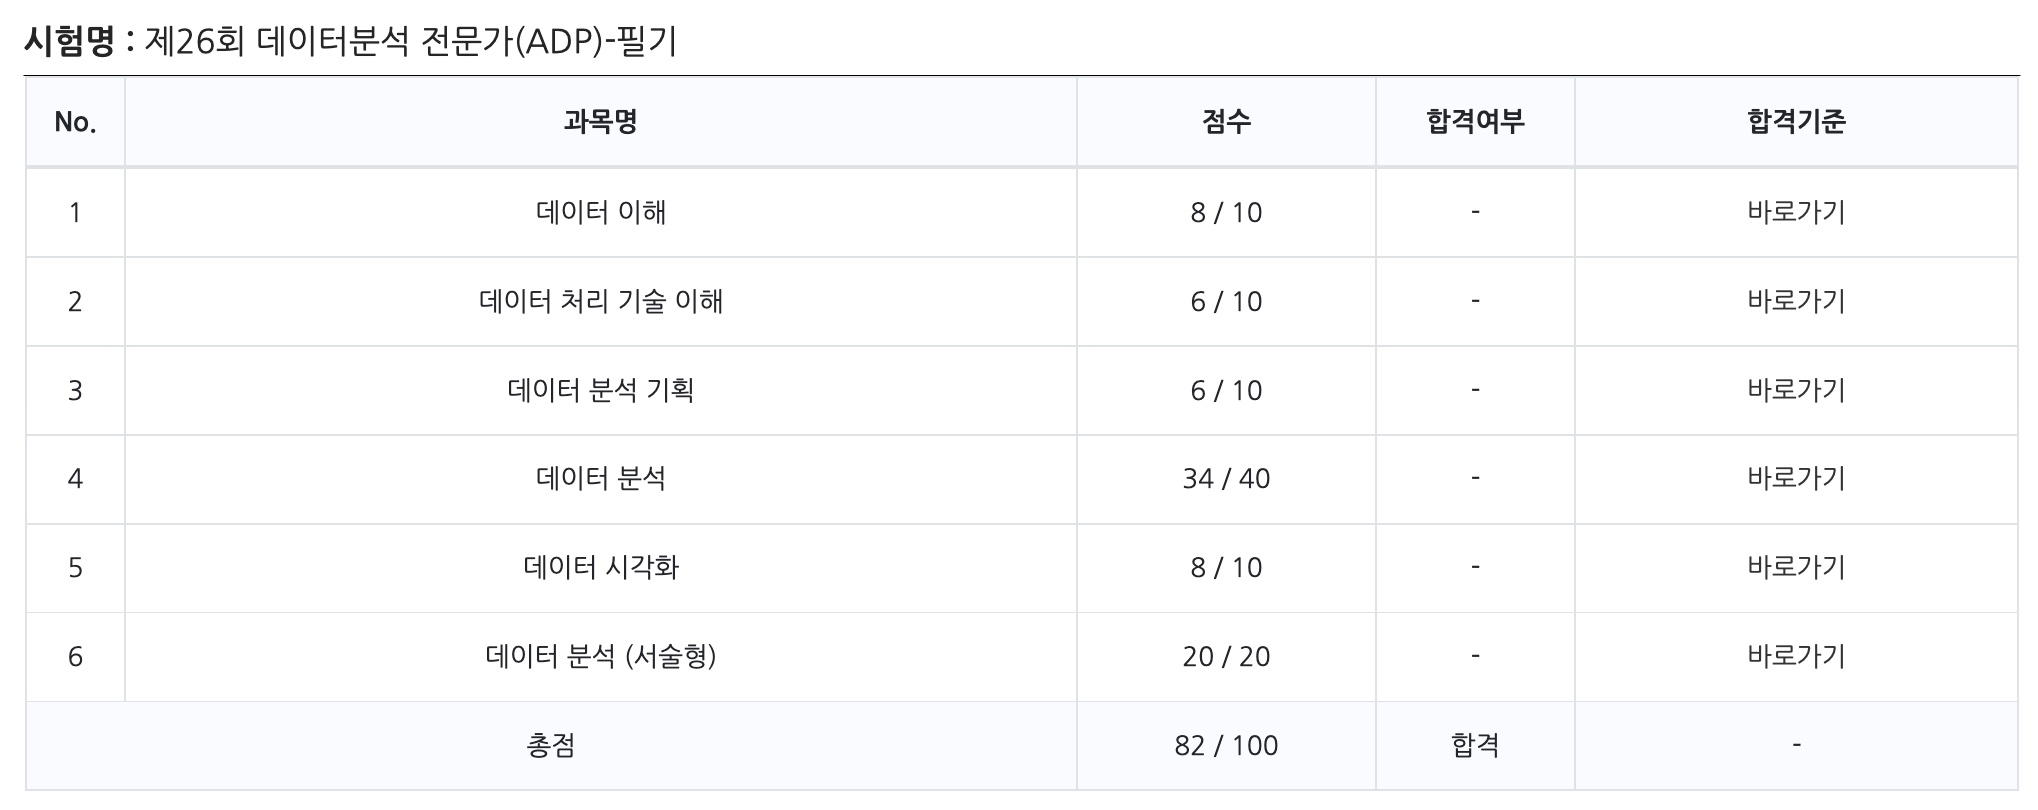 시험명 : 제26회 데이터분석 전문가(ADP)-필기
No. 과목명 점수 합격여부 합격기준
1 데이터 이해 8 / 10 - 바로가기
2 데이터 처리 기술 이해 6 / 10 - 바로가기
3 데이터 분석 기획 6 / 10 - 바로가기
4 데이터 분석 34 / 40 - 바로가기
5 데이터 시각화 8 / 10 - 바로가기
6 데이터 분석 (서술형) 20 / 20 - 바로가기
총점 82 / 100 합격 -